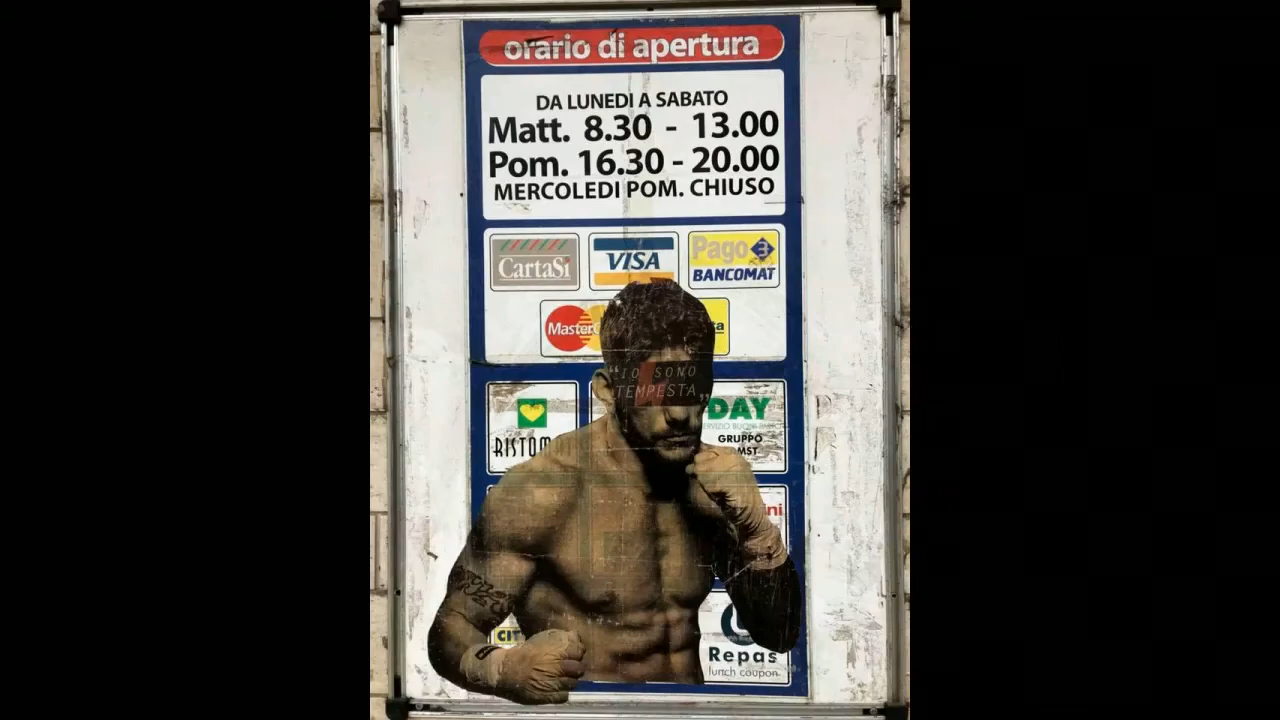 orario di apertura
DA LUNEDI A SABATO
Matt. 8.30 - 13.00
Pom. 16.30 - 20.00
MERCOLEDI POM. CHIUSO
CartaSi
VISA
Pago
BANCOMAT
Master
"IO SONO
TEMPESTA"
DAY
GRUPPO
Repas
lunch coupon